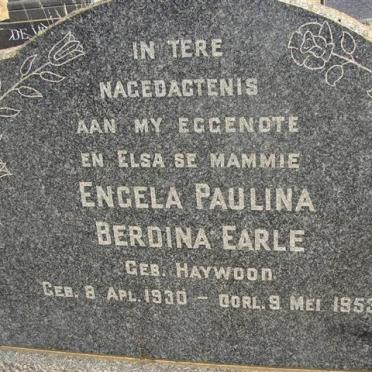 IN TERE
NAGEDAGTENIS
AAN MY EGGENOTE
EN ELSA SE MAMMIE
ENGELA PAULINA
BERDINA EARLE
GEB. HAYWOON
GEB. 8 APL. 1930 – OORL. 9 MEI 1953